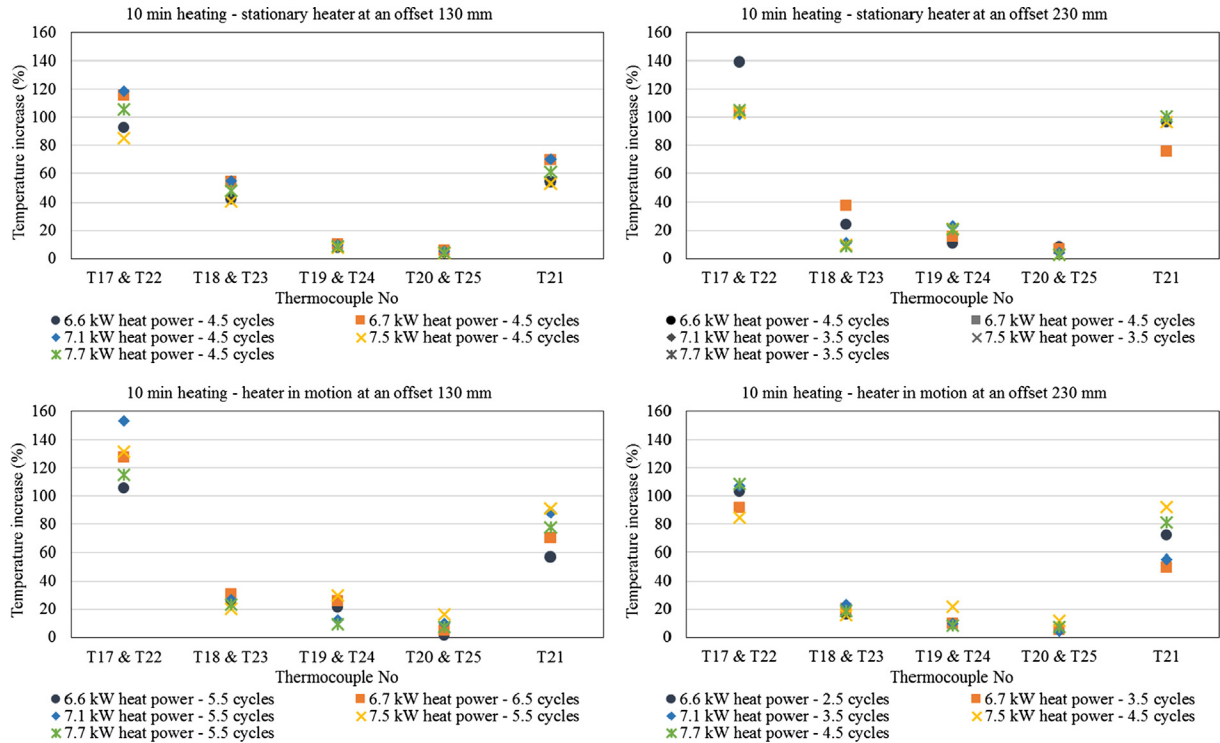 10 min heating - stationary heater at an offset 130 mm
Temperature increase (%)
160
140
120
100
80
60
40
20
0
T17 & T22 T18 & T23 T19 & T24 T20 & T25 T21
Thermocouple No
6.6 kW heat power - 4.5 cycles 6.7 kW heat power - 4.5 cycles
7.1 kW heat power - 4.5 cycles 7.5 kW heat power - 4.5 cycles
7.7 kW heat power - 4.5 cycles
10 min heating - stationary heater at an offset 230 mm
Temperature increase (%)
160
140
120
100
80
60
40
20
0
T17 & T22 T18 & T23 T19 & T24 T20 & T25 T21
Thermocouple No
6.6 kW heat power - 4.5 cycles 6.7 kW heat power - 4.5 cycles
7.1 kW heat power - 3.5 cycles 7.5 kW heat power - 3.5 cycles
7.7 kW heat power - 3.5 cycles
10 min heating - heater in motion at an offset 130 mm
Temperature increase (%)
160
140
120
100
80
60
40
20
0
T17 & T22 T18 & T23 T19 & T24 T20 & T25 T21
Thermocouple No
6.6 kW heat power - 5.5 cycles 6.7 kW heat power - 6.5 cycles
7.1 kW heat power - 5.5 cycles 7.5 kW heat power - 5.5 cycles
7.7 kW heat power - 5.5 cycles
10 min heating - heater in motion at an offset 230 mm
Temperature increase (%)
160
140
120
100
80
60
40
20
0
T17 & T22 T18 & T23 T19 & T24 T20 & T25 T21
Thermocouple No
6.6 kW heat power - 2.5 cycles 6.7 kW heat power - 3.5 cycles
7.1 kW heat power - 3.5 cycles 7.5 kW heat power - 4.5 cycles
7.7 kW heat power - 4.5 cycles